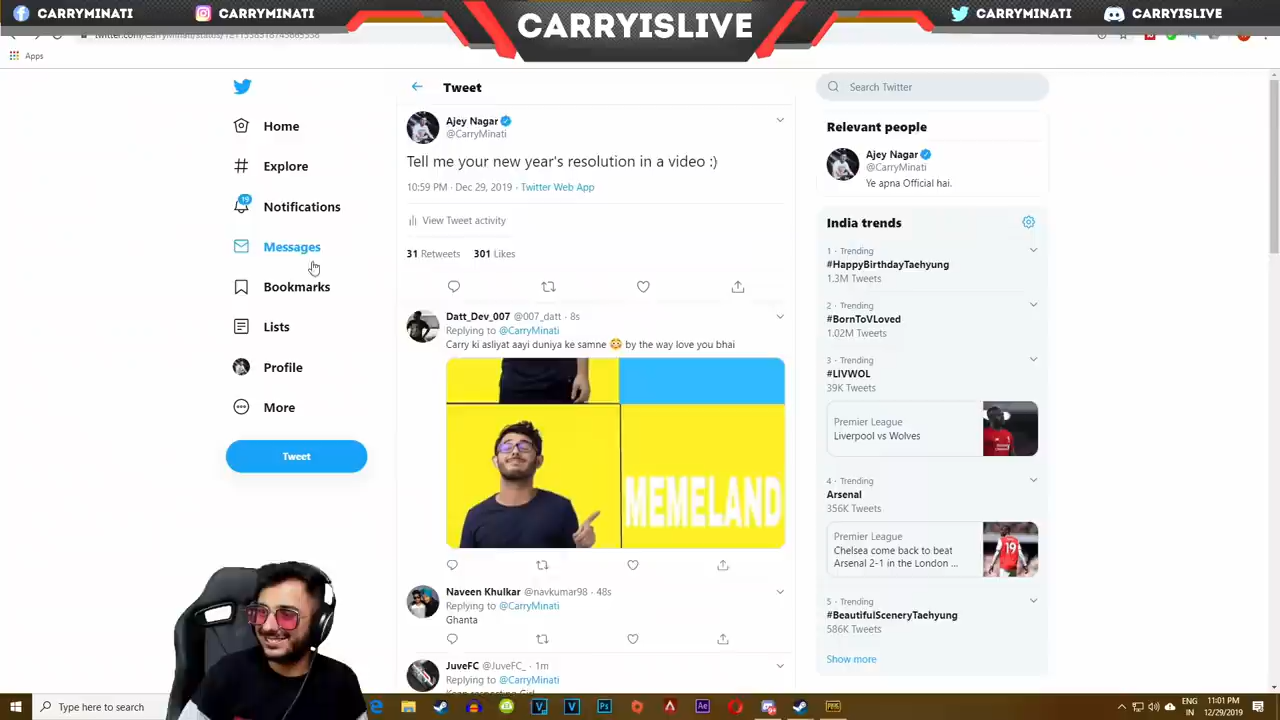 CARRYMINATI
CARRYMINATI
CARRYISLIVE
CARRYMINATI
CARRYISLIVE
Apps
Tweet
Search Twitter
Home
Explore
19
Notifications
Messages
Bookmarks
Lists
Profile
More
Tweet
Ajey Nagar
@CarryMinati
Tell me your new year's resolution in a video :)
10:59 PM · Dec 29, 2019 · Twitter Web App
View Tweet activity
31 Retweets 301 Likes
Datt_Dev_007 @007_datt · 8s
Replying to @CarryMinati
Carry ki asliyat aayi duniya ke samne 😳 by the way love you bhai
MEMELAND
Naveen Khulkar @navkumar98 · 48s
Replying to @CarryMinati
Ghanta
JuveFC @JuveFC_ · 1m
Replying to @CarryMinati
Relevant people
Ajey Nagar
@CarryMinati
Ye apna Official hai.
India trends
1 · Trending
#HappyBirthdayTaehyung
1.3M Tweets
2 · Trending
#BornToVLoved
1.02M Tweets
3 · Trending
#LIVWOL
39K Tweets
Premier League
Liverpool vs Wolves
4 · Trending
Arsenal
356K Tweets
Premier League
Chelsea come back to beat
Arsenal 2-1 in the London ...
19
5 · Trending
#BeautifulSceneryTaehyung
586K Tweets
Show more
Type here to search
ENG
IN
11:01 PM
12/29/2019